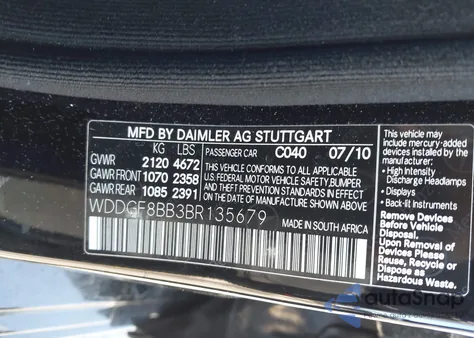 MFD BY DAIMLER AG STUTTGART
KG LBS PASSENGER CAR C040 07/10
GVWR 2120 4672
GAWR FRONT 1070 2358
GAWR REAR 1085 2391
THIS VEHICLE CONFORMS TO ALL APPLICABLE
U.S. FEDERAL MOTOR VEHICLE SAFETY, BUMPER
AND THEFT PREVENTION STANDARDS IN EFFECT
ON THE DATE OF MANUFACTURE SHOWN ABOVE.
WDDGF8BB3BR135679
MADE IN SOUTH AFRICA
This vehicle may
include mercury-added
devices installed by the
manufacturer:
• High Intensity
Discharge Headlamps
• Displays
• Back-lit Instruments
Remove Devices
Before Vehicle
Disposal.
Upon Removal of
Devices Please
Reuse, Recycle or
Dispose as
Hazardous Waste.
autoSnap